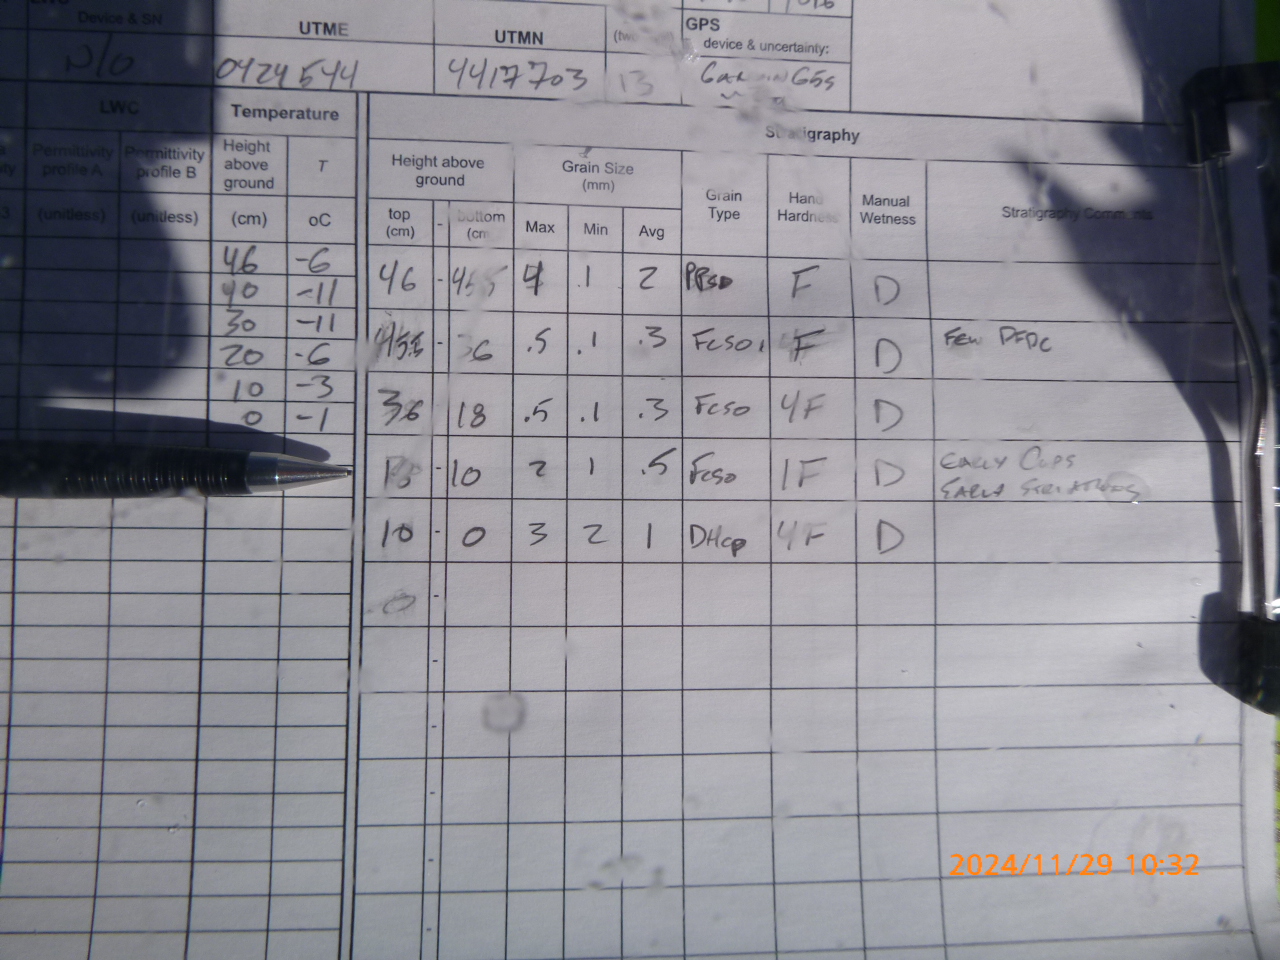 Device & SN
UTME
UTMN
GPS
device & uncertainty:
N/O
0424544
4417703
13
LWC
Temperature
Stratigraphy
Permittivity profile A
Permittivity profile B
Height above ground
T
Height above ground
Grain Size (mm)
Grain Type
Hand Hardness
Manual Wetness
Stratigraphy Comments
(unitless)
(unitless)
(cm)
oC
top (cm)
-
bottom (cm
Max
Min
Avg
46 -6
40 -11
30 -11
20 -6
10 -3
0 -1
46 - 45.5 4 .1 2 PPSD F D
45.5 - 36 .5 .1 .3 FCSO F D FEW DFDC
36 18 .5 .1 .3 FCSO 4F D
18 - 10 2 1 .5 FCSO 1F D EARLY CUPS
EARLY STRIATIONS
10 - 0 3 2 1 DHcp 4F D
0 -
2024/11/29 10:32